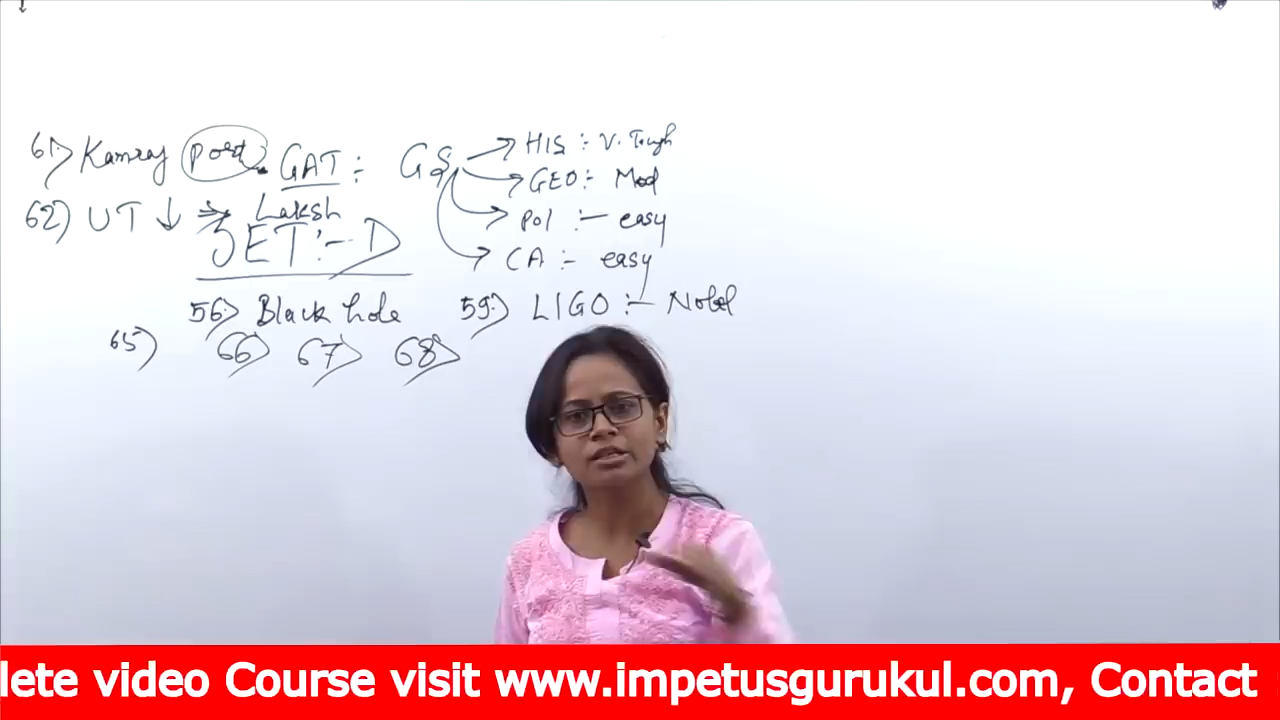 61) Kamraj port. GAT :- GS → HIS :- V. Tough
→ GEO :- Mod
62) UT ↓ → Laksh → Pol :- easy
SET :- D → CA :- easy
56) Black hole 59) LIGO :- Nobel
65) 66) 67) 68)
lete video Course visit www.impetusgurukul.com, Contact